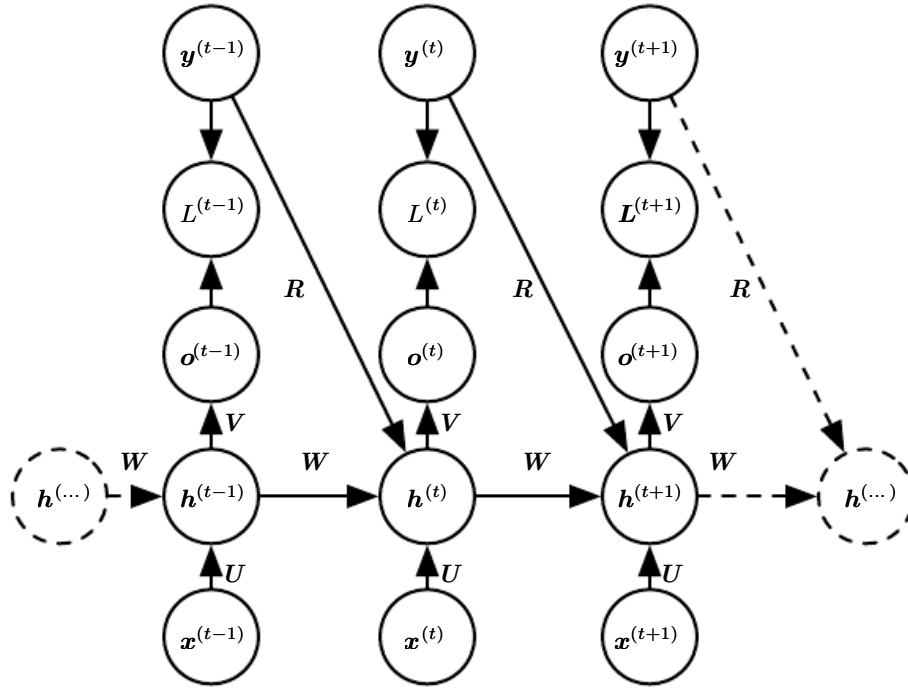 y^(t−1) y^(t) y^(t+1)
L^(t−1) L^(t) L^(t+1)
R R R
o^(t−1) o^(t) o^(t+1)
V V V
W W W W
h^(...) h^(t−1) h^(t) h^(t+1) h^(...)
U U U
x^(t−1) x^(t) x^(t+1)